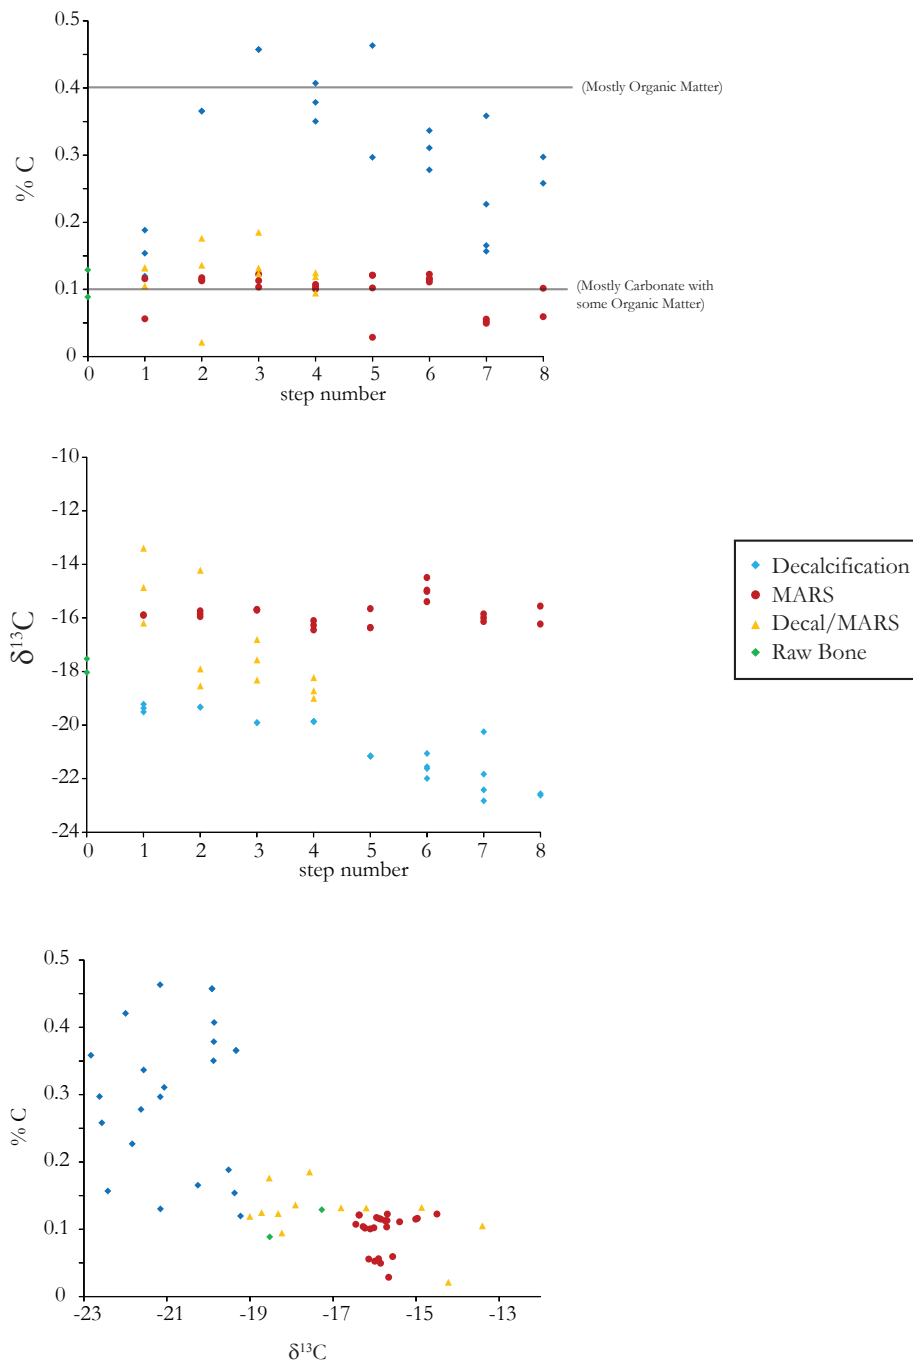 0.5
0.4
(Mostly Organic Matter)
0.3
% C
0.2
0.1
(Mostly Carbonate with
some Organic Matter)
0
0 1 2 3 4 5 6 7 8
step number
-10
-12
-14
-16
δ¹³C
-18
-20
-22
-24
0 1 2 3 4 5 6 7 8
step number
Decalcification
MARS
Decal/MARS
Raw Bone
0.5
0.4
0.3
% C
0.2
0.1
0
-23 -21 -19 -17 -15 -13
δ¹³C